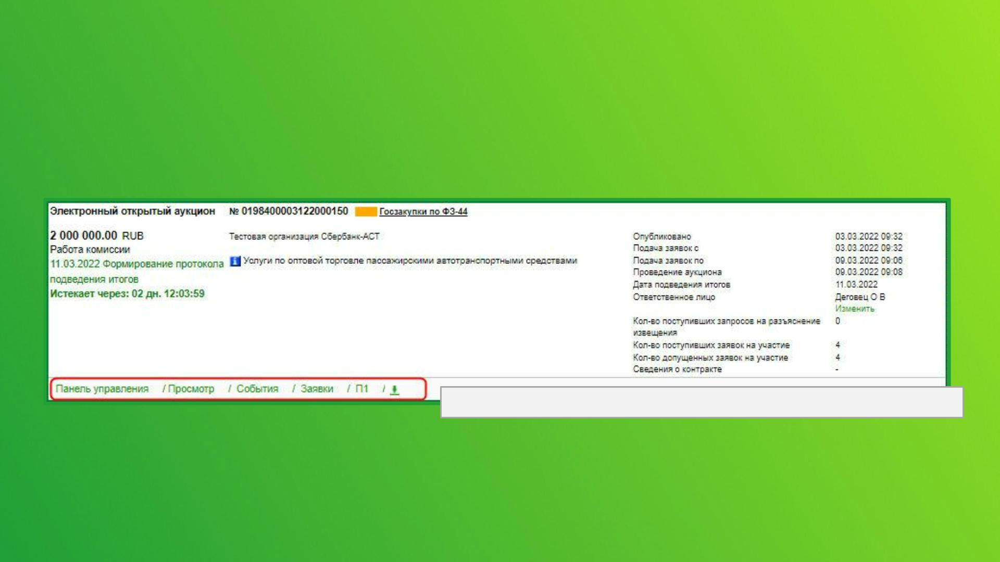 Электронный открытый аукцион № 0198400003122000150 Госзакупки по ФЗ-44
2 000 000.00 RUB
Работа комиссии
11.03.2022 Формирование протокола
подведения итогов
Истекает через: 02 дн. 12:03:59
Тестовая организация Сбербанк-АСТ
Услуги по оптовой торговле пассажирскими автотранспортными средствами
Опубликовано 03.03.2022 09:32
Подача заявок с 03.03.2022 09:32
Подача заявок по 09.03.2022 09:06
Проведение аукциона 09.03.2022 09:08
Дата подведения итогов 11.03.2022
Ответственное лицо Деговец О В
Изменить
Кол-во поступивших запросов на разъяснение 0
извещения
Кол-во поступивших заявок на участие 4
Кол-во допущенных заявок на участие 4
Сведения о контракте -
Панель управления / Просмотр / События / Заявки / П1 /